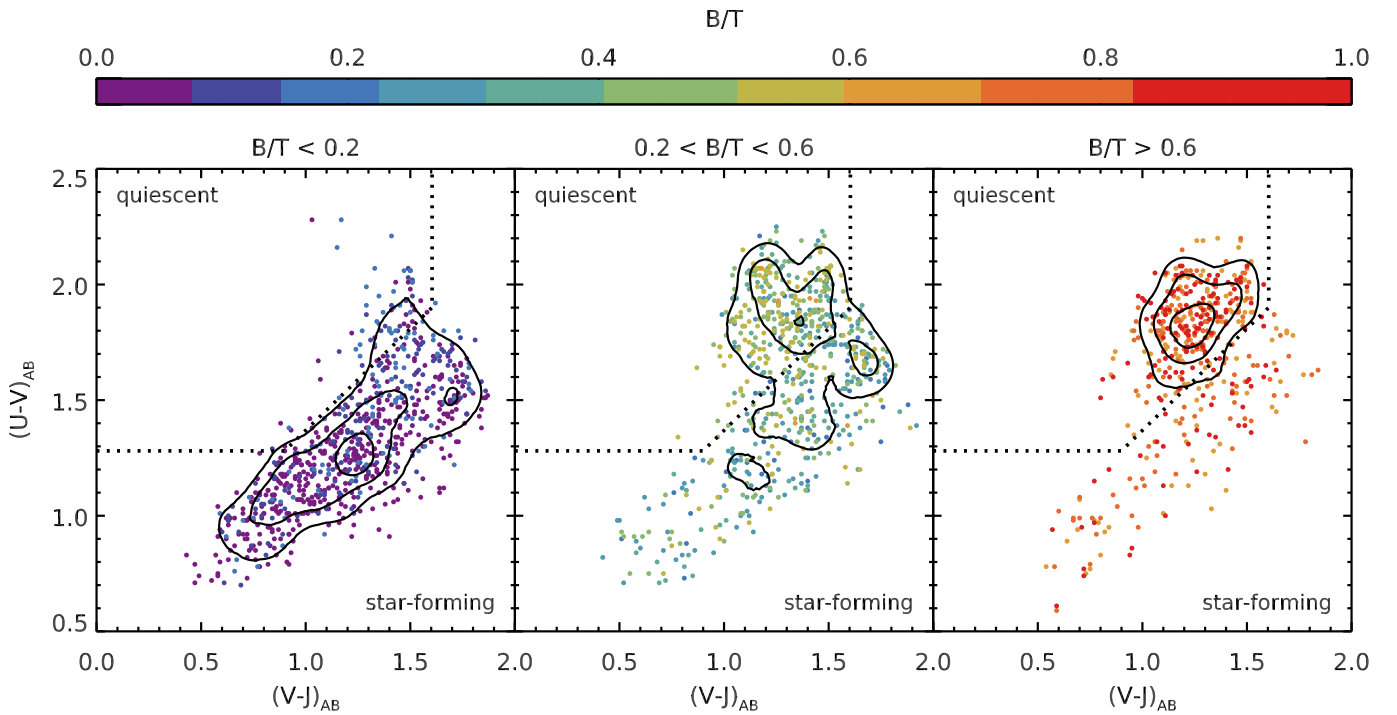 B/T
0.0 0.2 0.4 0.6 0.8 1.0
B/T < 0.2 0.2 < B/T < 0.6 B/T > 0.6
2.5 quiescent quiescent quiescent
2.0
1.5
(U-V)AB
1.0
star-forming star-forming star-forming
0.5
0.0 0.5 1.0 1.5 2.0 0.5 1.0 1.5 2.0 0.5 1.0 1.5 2.0
(V-J)AB (V-J)AB (V-J)AB